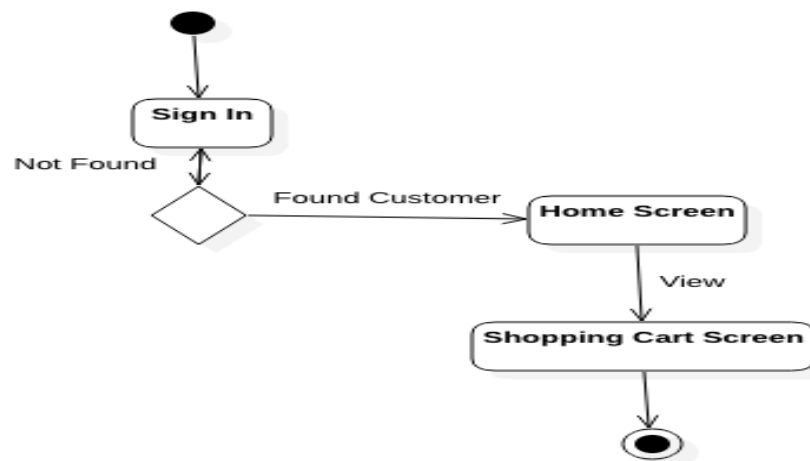 Sign In
Not Found
Found Customer
Home Screen
View
Shopping Cart Screen